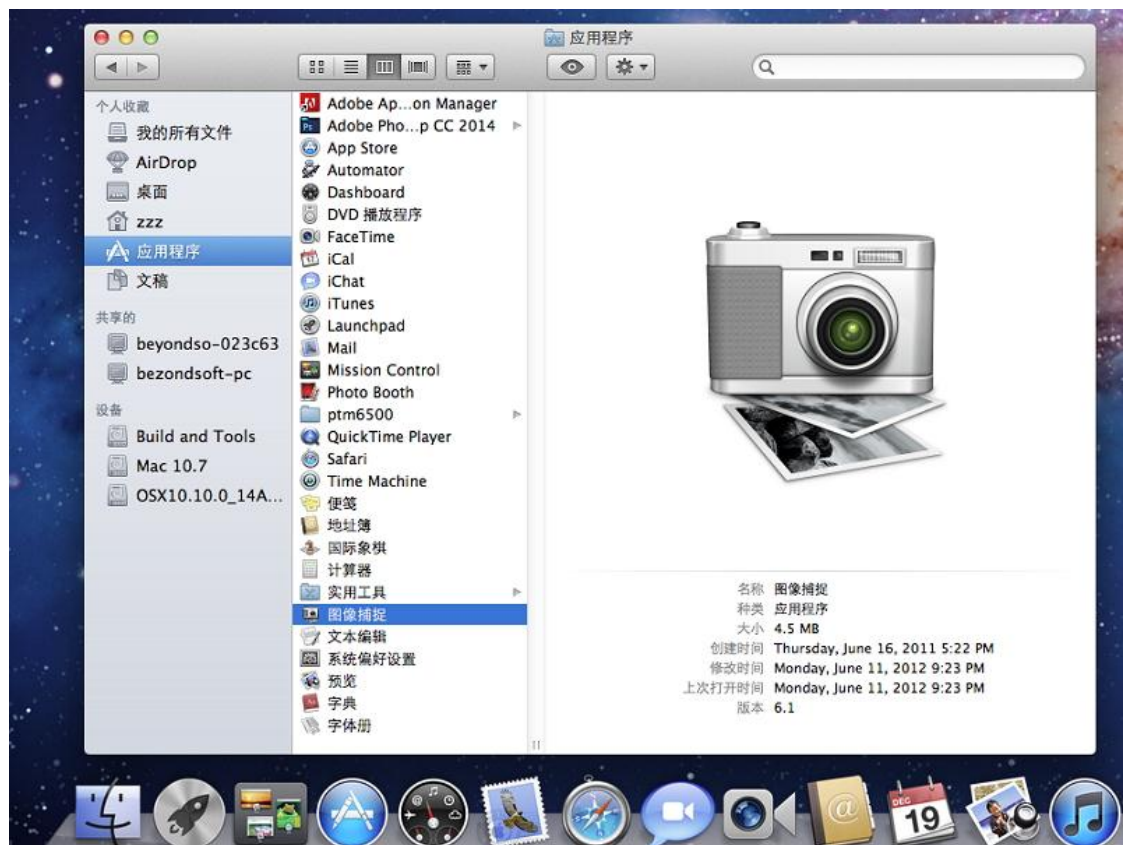 应用程序
个人收藏
我的所有文件
AirDrop
桌面
zzz
应用程序
文稿
共享的
beyondso-023c63
bezondsoft-pc
设备
Build and Tools
Mac 10.7
OSX10.10.0_14A...
Adobe Ap...on Manager
Adobe Pho...p CC 2014
App Store
Automator
Dashboard
DVD 播放程序
FaceTime
iCal
iChat
iTunes
Launchpad
Mail
Mission Control
Photo Booth
ptm6500
QuickTime Player
Safari
Time Machine
便笺
地址簿
国际象棋
计算器
实用工具
图像捕捉
文本编辑
系统偏好设置
预览
字典
字体册
名称 图像捕捉
种类 应用程序
大小 4.5 MB
创建时间 Thursday, June 16, 2011 5:22 PM
修改时间 Monday, June 11, 2012 9:23 PM
上次打开时间 Monday, June 11, 2012 9:23 PM
版本 6.1
DEC
19